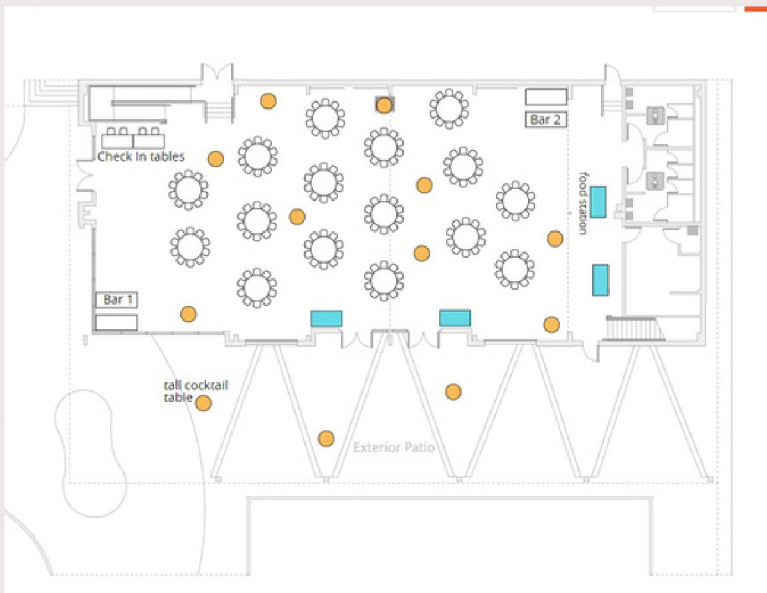 Bar 2
Check In tables
food station
Bar 1
tall cocktail
table
Exterior Patio